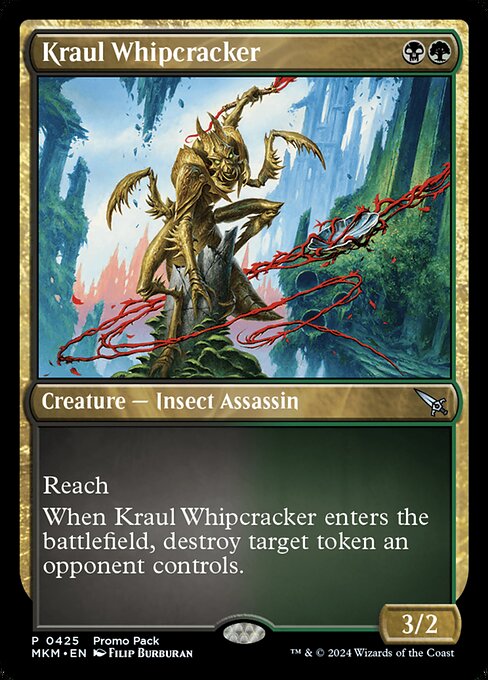 Kraul Whipcracker
Creature — Insect Assassin
Reach
When Kraul Whipcracker enters the
battlefield, destroy target token an
opponent controls.
3/2
P 0425 Promo Pack
MKM • EN Filip Burburan
™ & © 2024 Wizards of the Coast